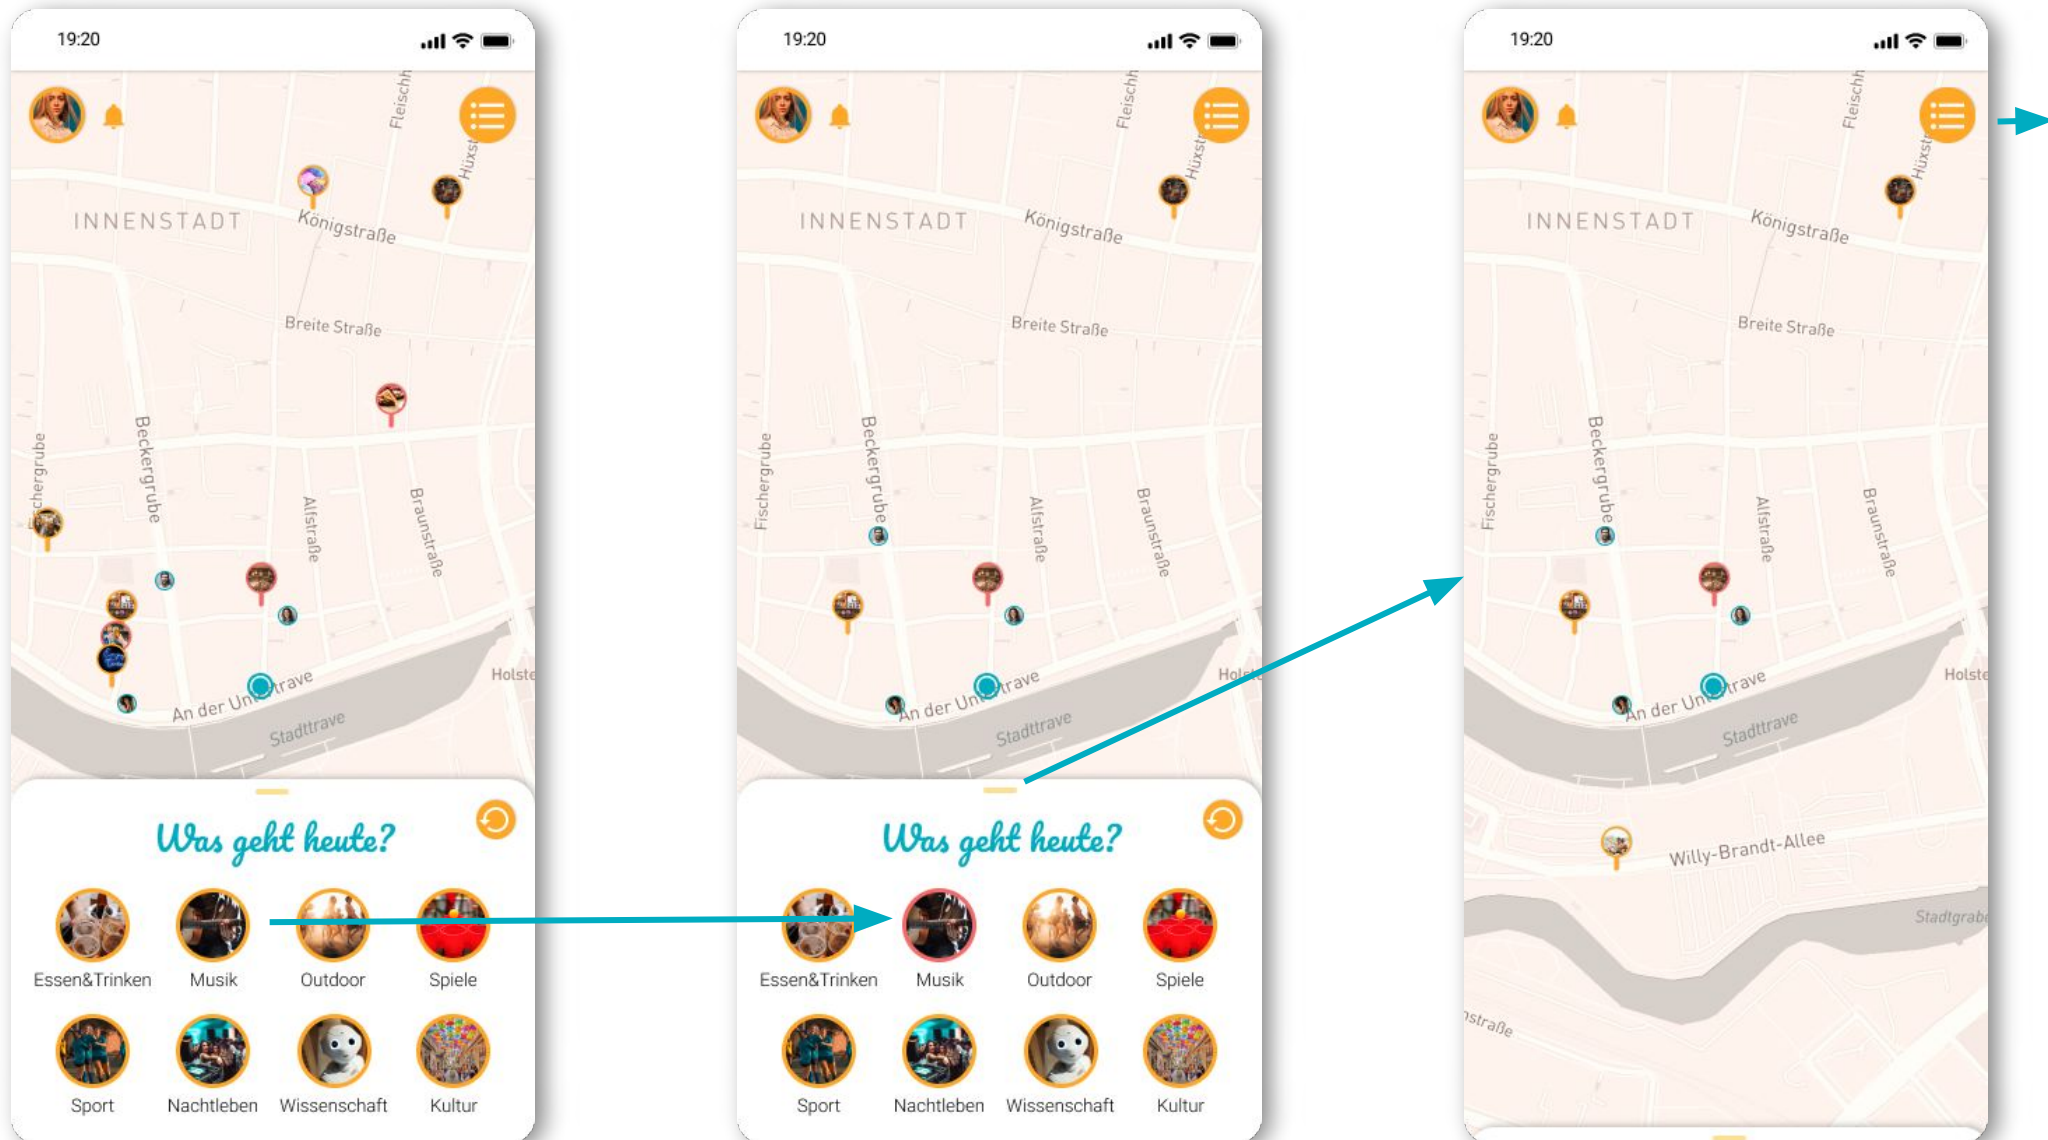 19:20
Fleischh
Hüxst
INNENSTADT
Königstraße
Breite Straße
Beckergrube
chergrube
Alfstraße
Braunstraße
Holste
An der Un trave
Stadttrave
Was geht heute?
Essen&Trinken
Musik
Outdoor
Spiele
Sport
Nachtleben
Wissenschaft
Kultur
19:20
Fleischh
Hüxst
INNENSTADT
Königstraße
Breite Straße
Beckergrube
Fischergrube
Alfstraße
Braunstraße
Holste
An der Un trave
Stadttrave
Was geht heute?
Essen&Trinken
Musik
Outdoor
Spiele
Sport
Nachtleben
Wissenschaft
Kultur
19:20
Fleischh
Hüxst
INNENSTADT
Königstraße
Breite Straße
Beckergrube
Fischergrube
Alfstraße
Braunstraße
Holste
An der Un trave
Stadttrave
Willy-Brandt-Allee
Stadtgrab
straße